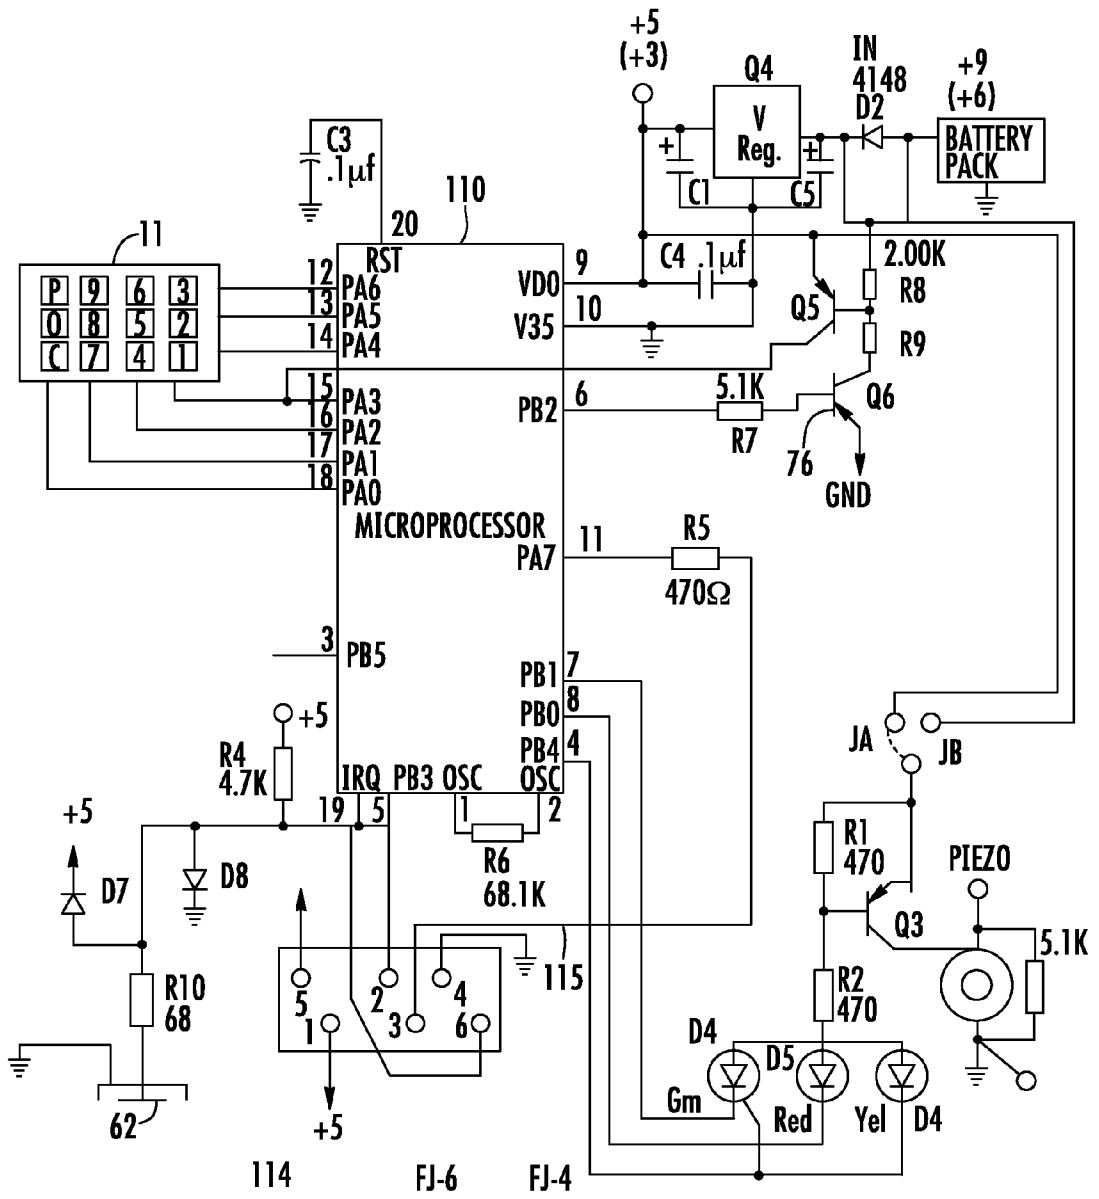 +5
(+3)
Q4
V
Reg.
IN
4148
D2
+9
(+6)
BATTERY
PACK
+
C1
+
C5
C3
.1µf
110
20
11
RST
P 9 6 3
0 8 5 2
C 7 4 1
12
PA6
13
PA5
14
PA4
15
PA3
16
PA2
17
PA1
18
PA0
VD0
9
V35
10
C4 .1µf
Q5
2.00K
R8
R9
PB2
6
5.1K
R7
Q6
76
GND
MICROPROCESSOR
PA7
11
R5
470Ω
3
PB5
PB1
7
PB0
8
PB4
4
+5
R4
4.7K
IRQ PB3 OSC OSC
19 5 1 2
R6
68.1K
JA
JB
+5
D7
D8
R1
470
PIEZO
Q3
5.1K
115
5
2
4
1
3
6
R10
68
R2
470
D4
D5
Gm
Red
Yel
D4
62
+5
114
FJ-6
FJ-4